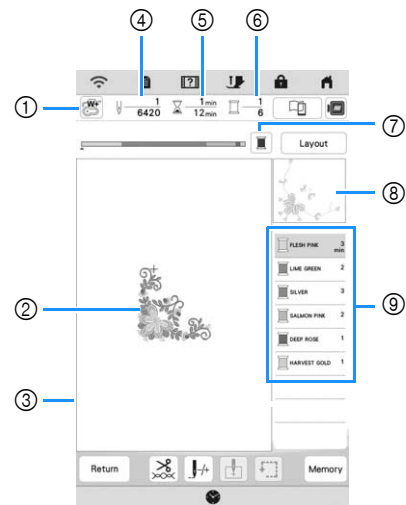 ④ ⑤ ⑥
① W+ 1 6420 1 min 12 min 1 6
⑦
Layout
⑧
FLESH PINK 3 min
LIME GREEN 2
SILVER 3
⑨
② SALMON PINK 2
DEEP ROSE 1
HARVEST GOLD 1
③
Return -/+ Memory